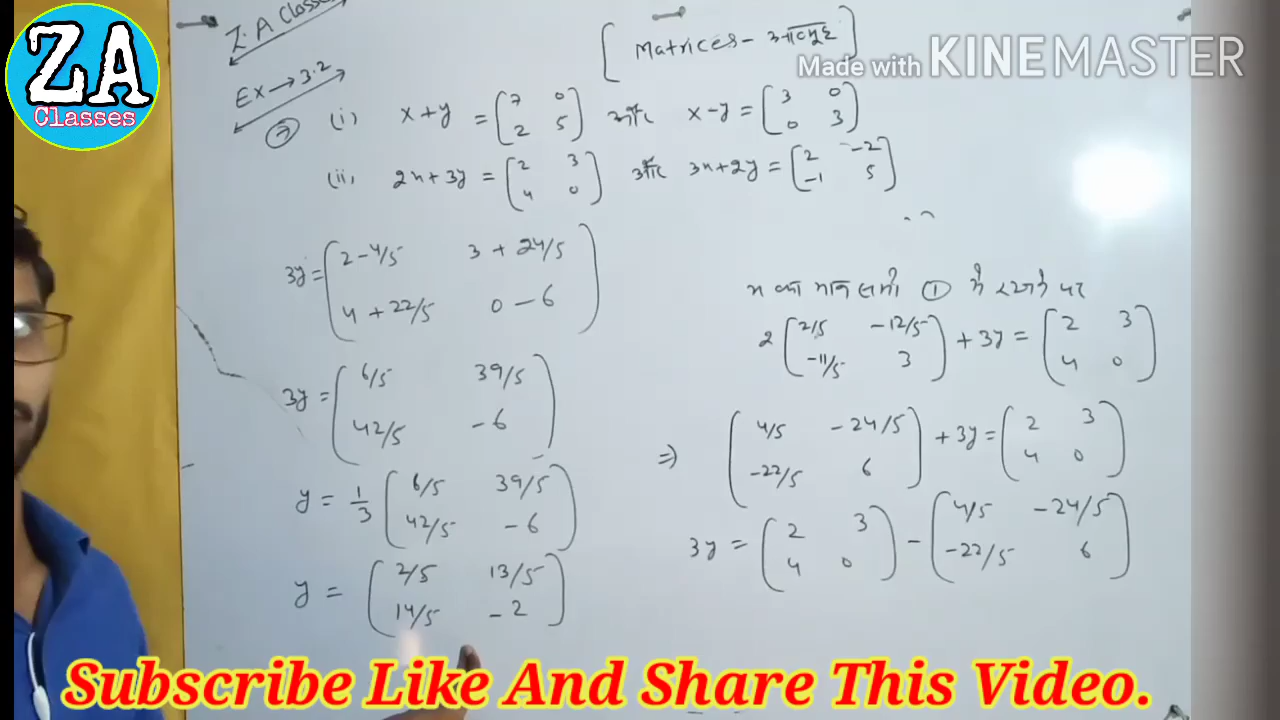 ZA
Classes
Z.A Classes
Ex → 3.2
[ Matrices - आव्यूह ]
Made with KINEMASTER
⑦ (i) x+y = [7 0
2 5] और x-y = [3 0
0 3]
(ii) 2x+3y = [2 3
4 0] और 3x+2y = [2 -2
-1 5]
3y = [2-4/5 3+24/5
4+22/5 0-6]
3y = [6/5 39/5
42/5 -6]
y = 1/3 [6/5 39/5
42/5 -6]
y = [2/5 13/5
14/5 -2]
x का मान समी ① में रखने पर
2 [2/5 -12/5
-11/5 3] + 3y = [2 3
4 0]
⇒ [4/5 -24/5
-22/5 6] + 3y = [2 3
4 0]
3y = [2 3
4 0] - [4/5 -24/5
-22/5 6]
Subscribe Like And Share This Video.